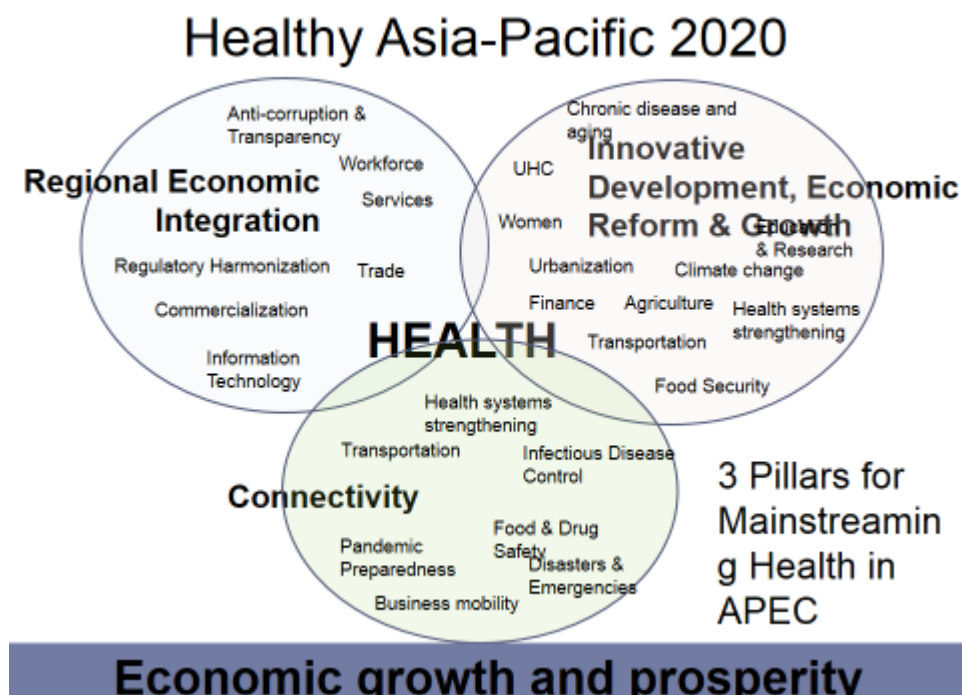 Healthy Asia-Pacific 2020
Anti-corruption &
Transparency
Workforce
Services
Regional Economic
Integration
Regulatory Harmonization
Trade
Commercialization
Information
Technology
Chronic disease and
aging
UHC
Innovative
Development, Economic
Reform & Growth
Women
Education
& Research
Urbanization
Climate change
Finance
Agriculture
Health systems
strengthening
Transportation
Food Security
HEALTH
Health systems
strengthening
Transportation
Infectious Disease
Control
Connectivity
Food & Drug
Safety
Pandemic
Preparedness
Disasters &
Emergencies
Business mobility
3 Pillars for
Mainstreamin
g Health in
APEC
Economic growth and prosperity